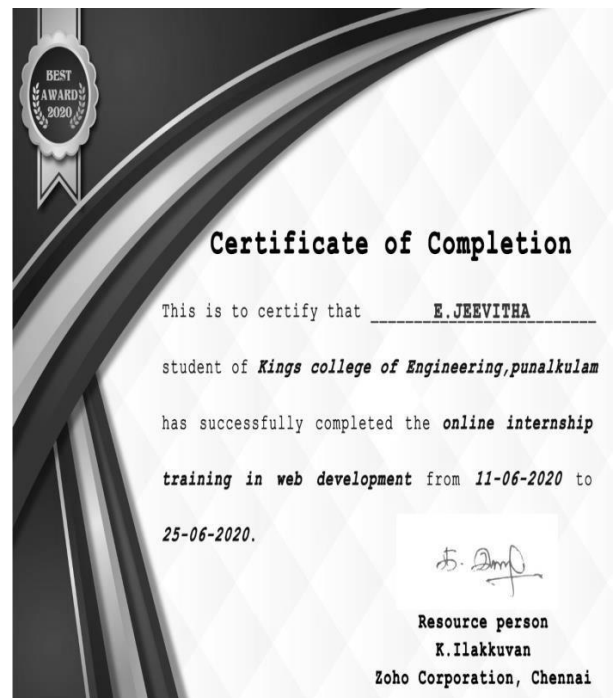 BEST
AWARD
2020
Certificate of Completion
This is to certify that E.JEEVITHA
student of Kings college of Engineering,punalkulam
has successfully completed the online internship
training in web development from 11-06-2020 to
25-06-2020.
Resource person
K.Ilakkuvan
Zoho Corporation, Chennai